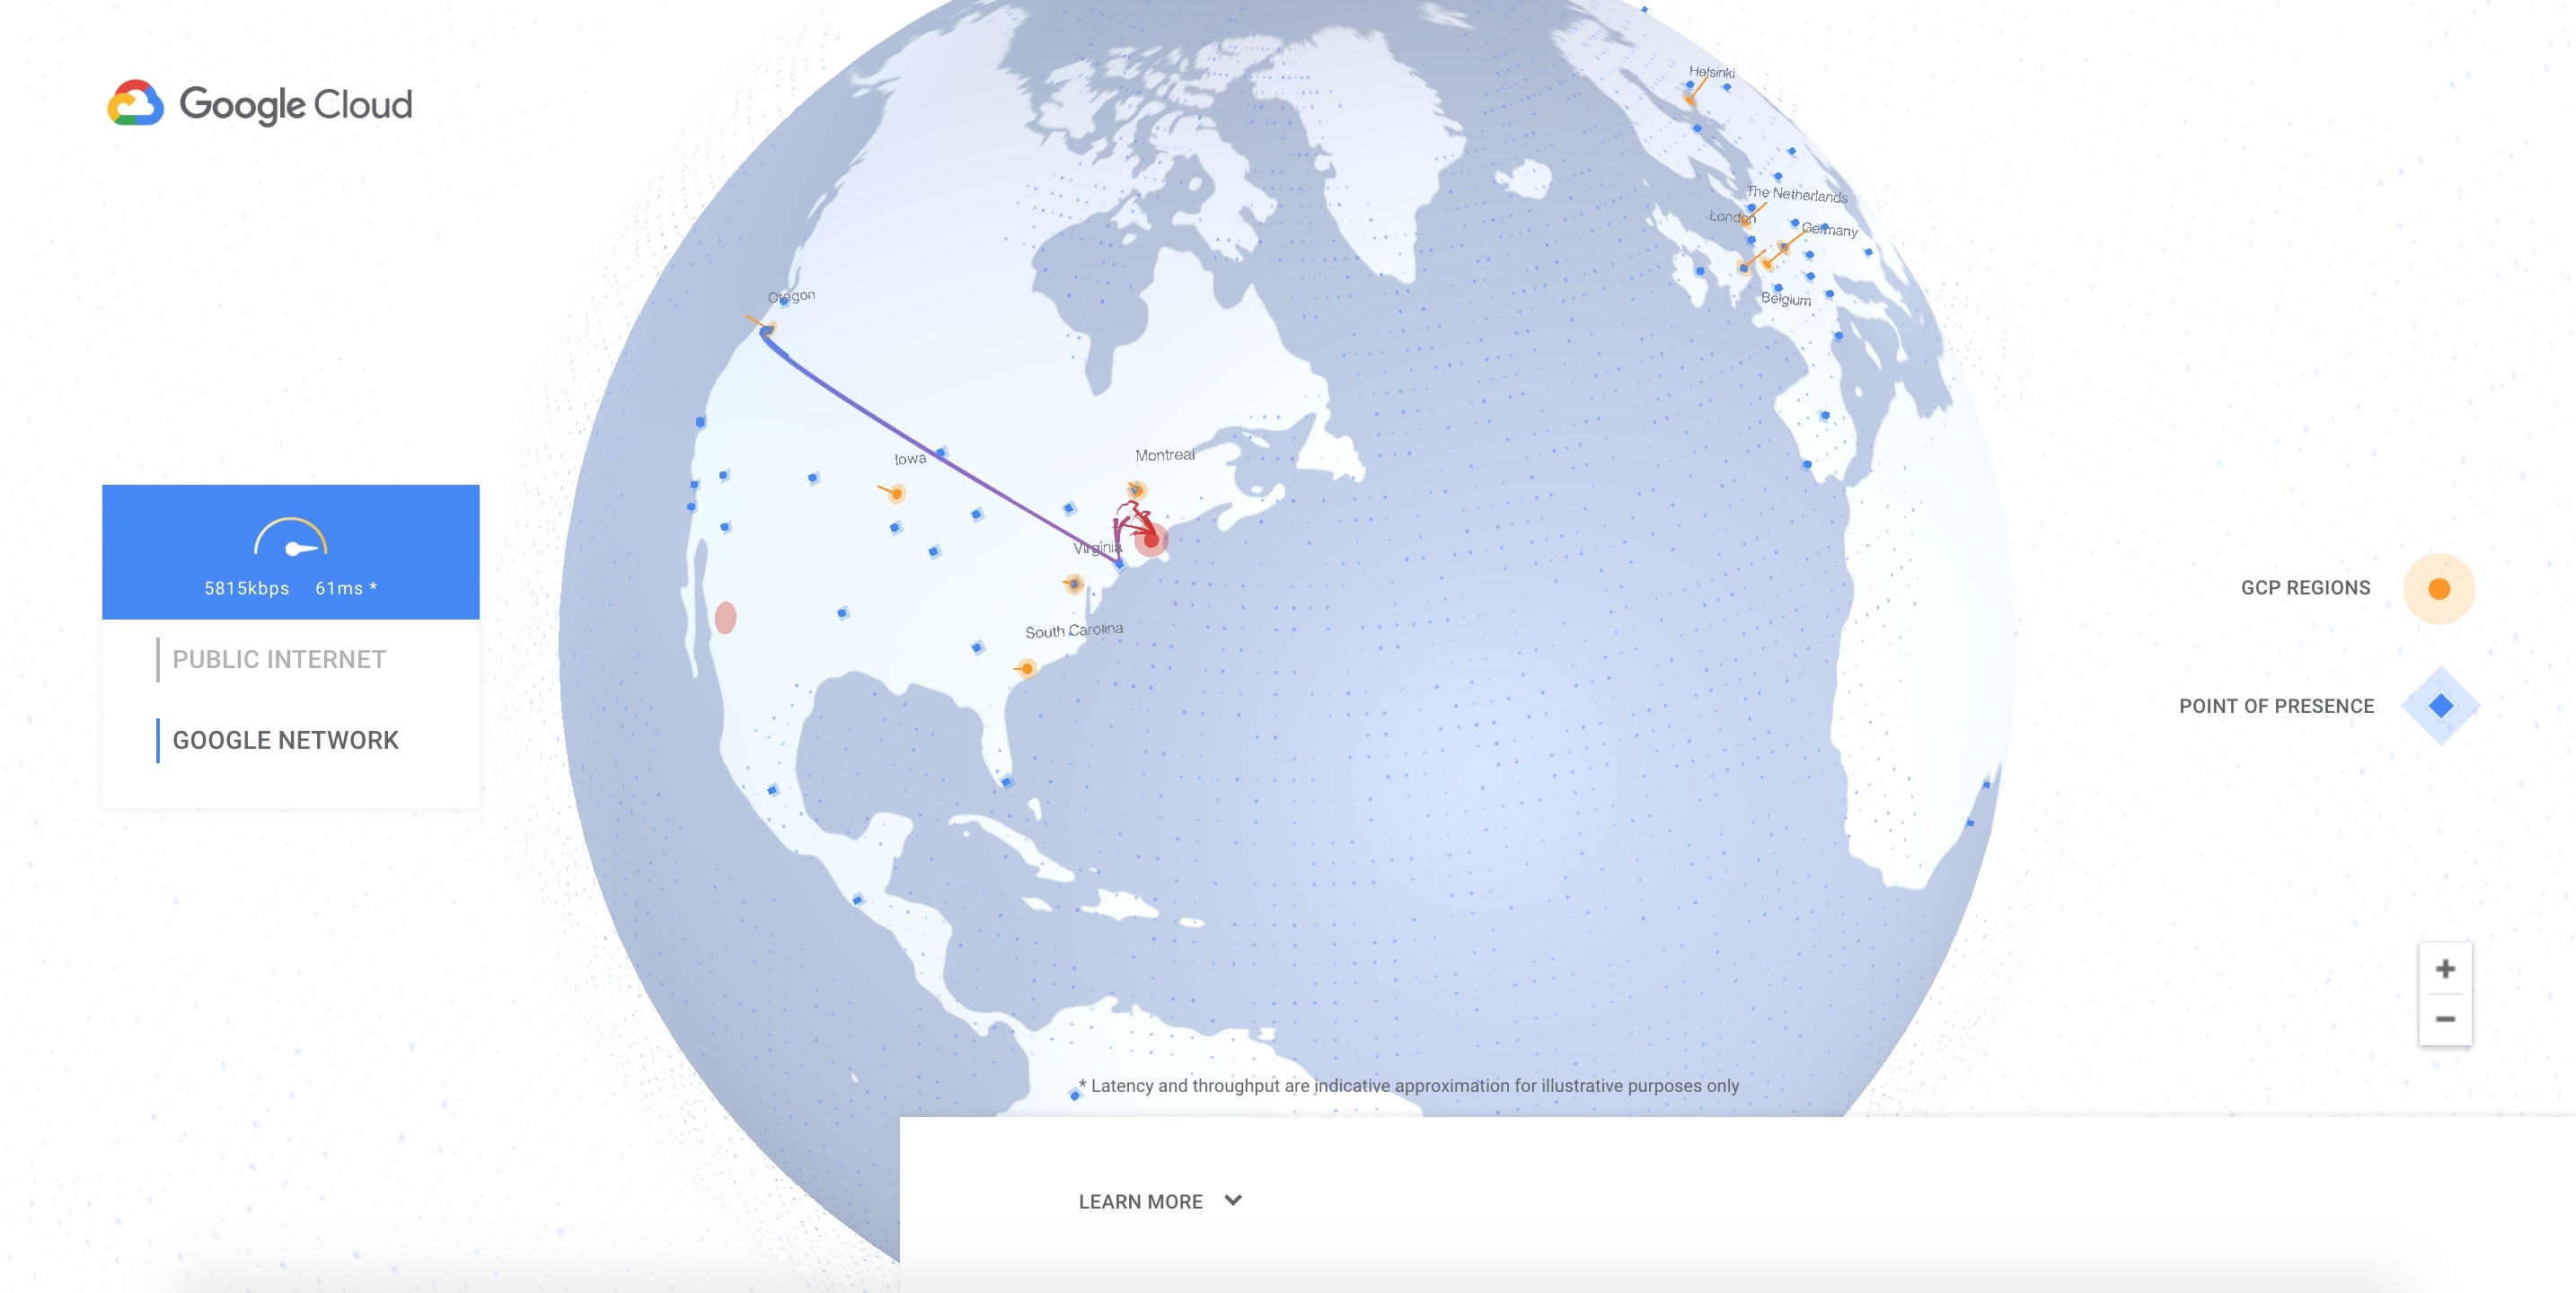 Google Cloud
Helsinki
The Netherlands
London
Germany
Belgium
Oregon
Iowa
Montreal
Virginia
South Carolina
5815kbps 61ms *
PUBLIC INTERNET
GOOGLE NETWORK
GCP REGIONS
POINT OF PRESENCE
+
−
* Latency and throughput are indicative approximation for illustrative purposes only
LEARN MORE